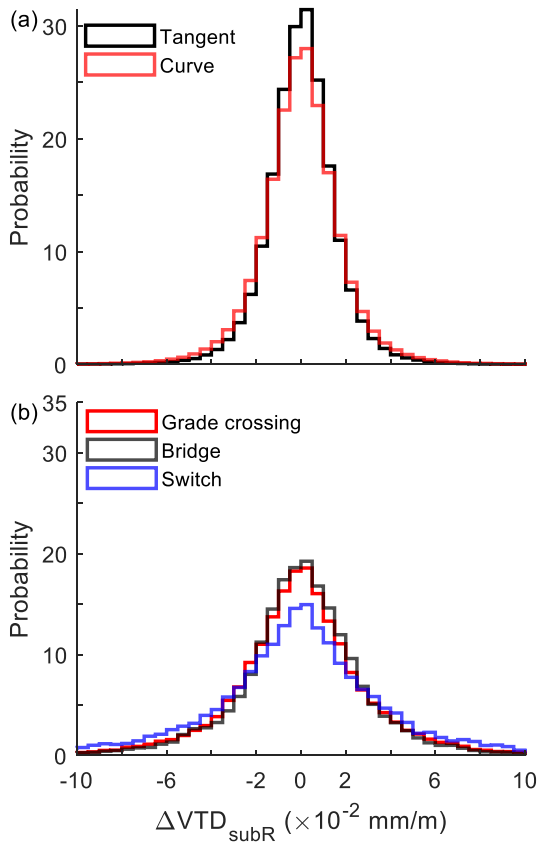 (a)
30
Tangent
Curve
20
10
0
Probability
(b)
35
Grade crossing
30
Bridge
Switch
20
10
0
Probability
-10 -6 -2 0 2 6 10
ΔVTD_subR (×10⁻² mm/m)